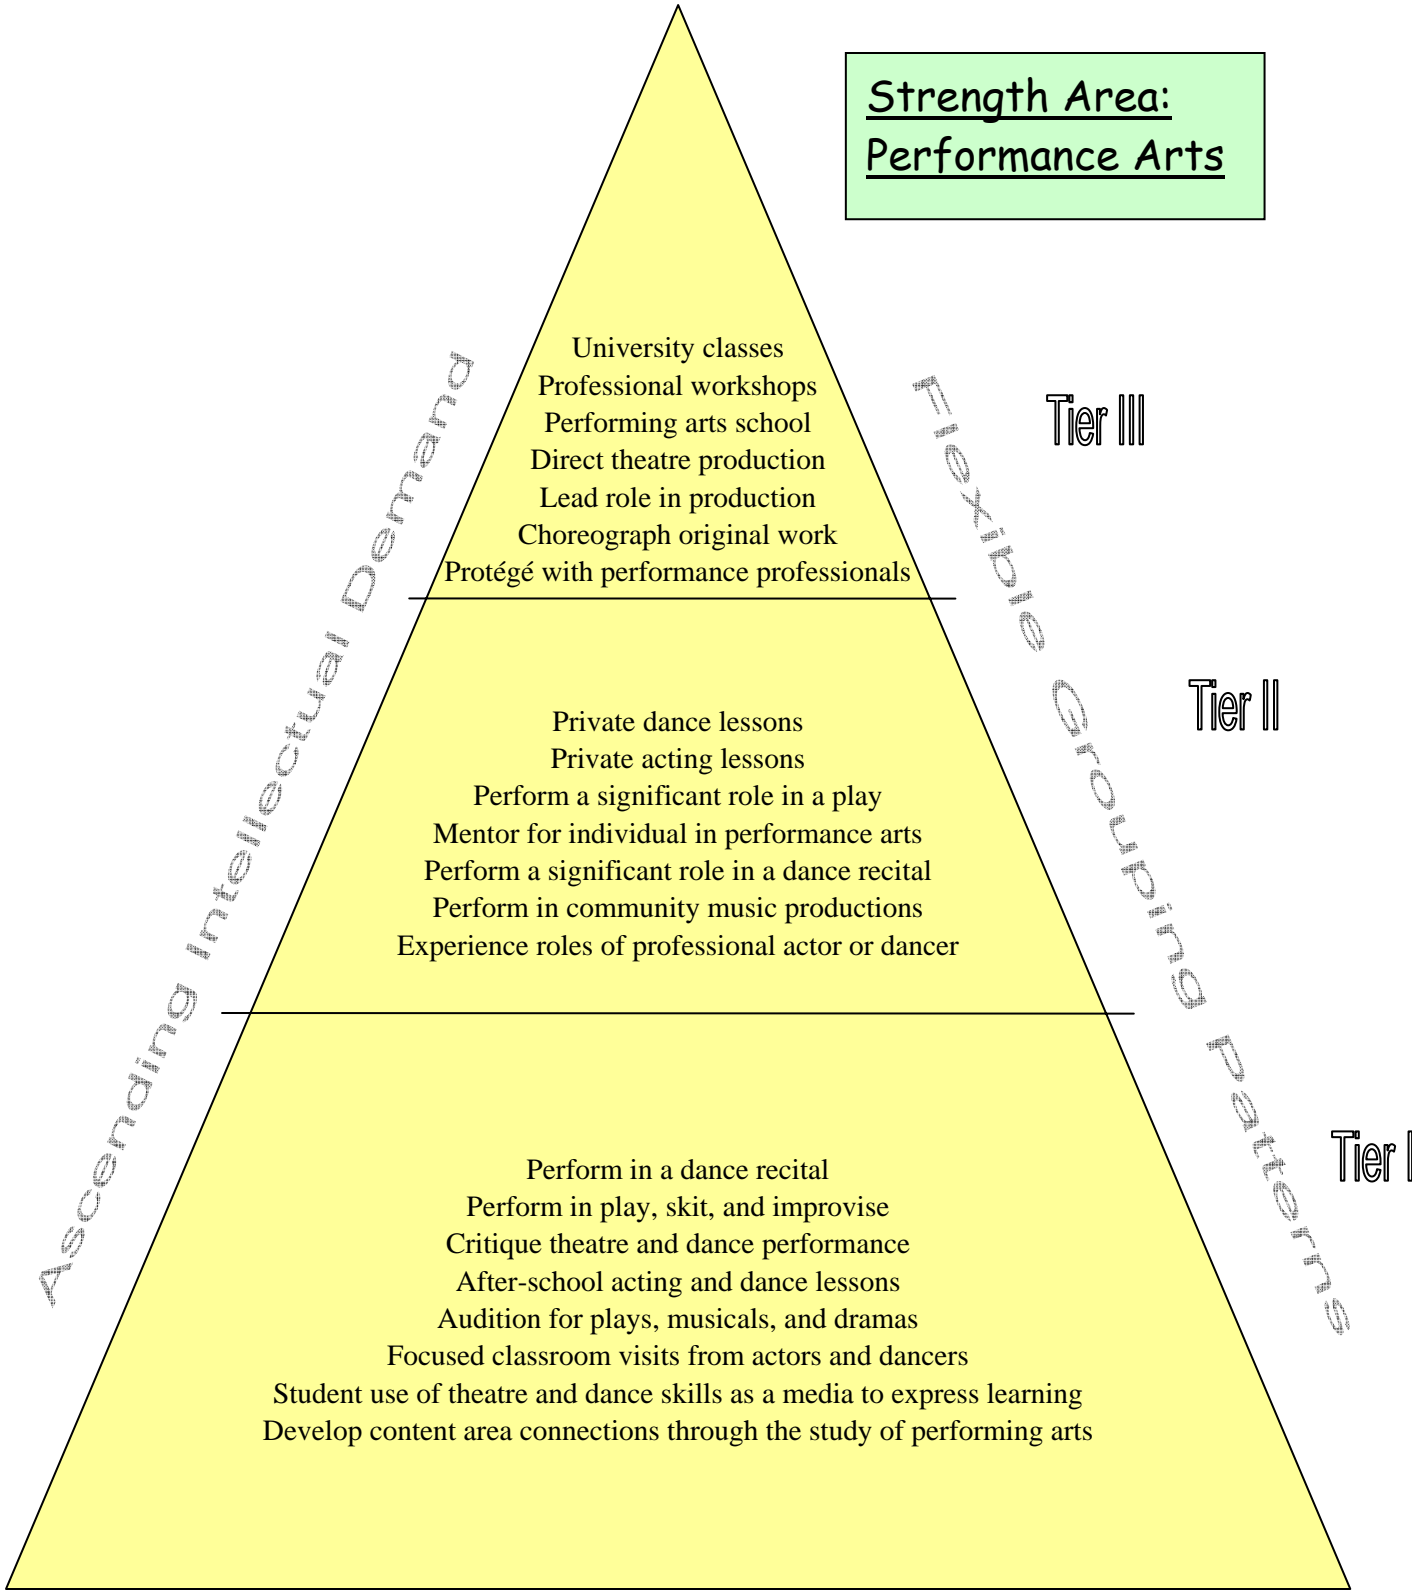 Strength Area:
Performance Arts
University classes
Professional workshops
Performing arts school
Direct theatre production
Lead role in production
Choreograph original work
Protégé with performance professionals
Tier III
Private dance lessons
Private acting lessons
Perform a significant role in a play
Mentor for individual in performance arts
Perform a significant role in a dance recital
Perform in community music productions
Experience roles of professional actor or dancer
Tier II
Perform in a dance recital
Perform in play, skit, and improvise
Critique theatre and dance performance
After-school acting and dance lessons
Audition for plays, musicals, and dramas
Focused classroom visits from actors and dancers
Student use of theatre and dance skills as a media to express learning
Develop content area connections through the study of performing arts
Tier I
Ascending Intellectual Demand
Flexible Grouping Patterns